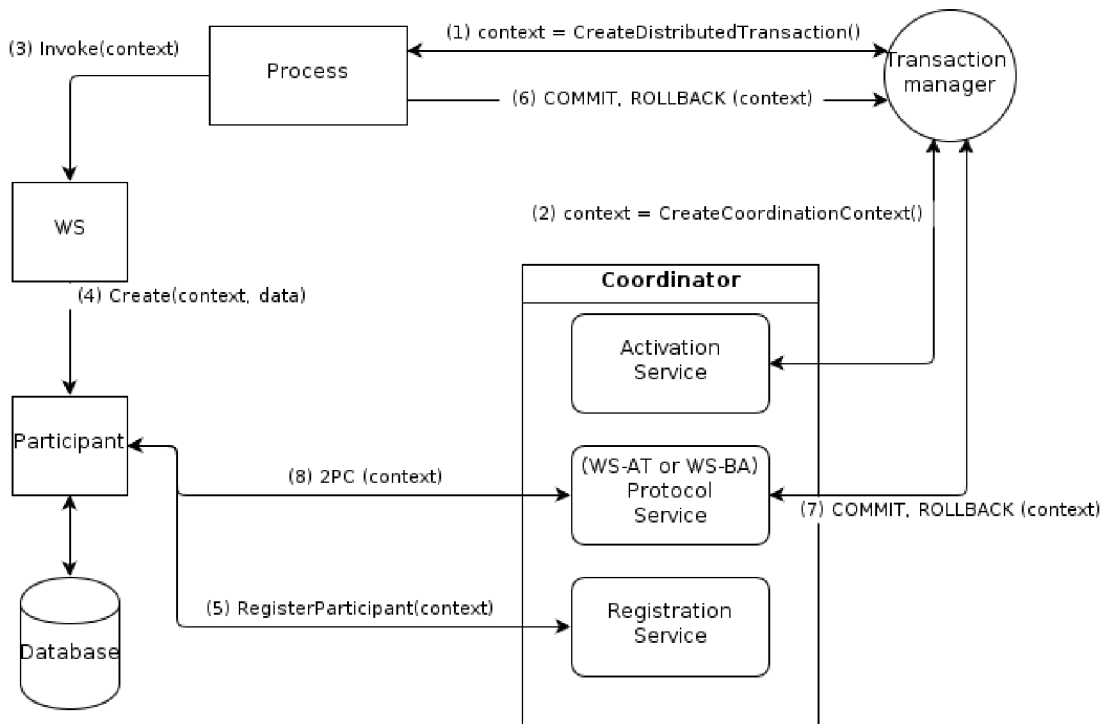 (1) context = CreateDistributedTransaction()
(3) Invoke(context)
Process
Transaction
manager
(6) COMMIT, ROLLBACK (context)
WS
(2) context = CreateCoordinationContext()
Coordinator
(4) Create(context, data)
Activation
Service
Participant
(8) 2PC (context)
(WS-AT or WS-BA)
Protocol
Service
(7) COMMIT, ROLLBACK (context)
(5) RegisterParticipant(context)
Registration
Service
Database